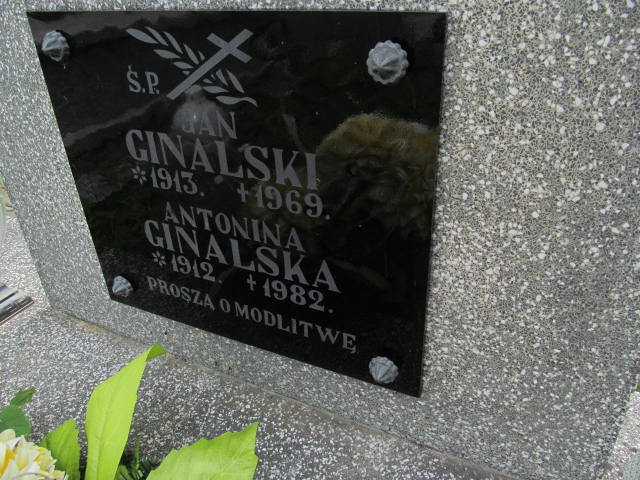 Ś.P.
JAN
GINALSKI
*1913. +1969.
ANTONINA
GINALSKA
*1912. +1982.
PROSZĄ O MODLITWĘ